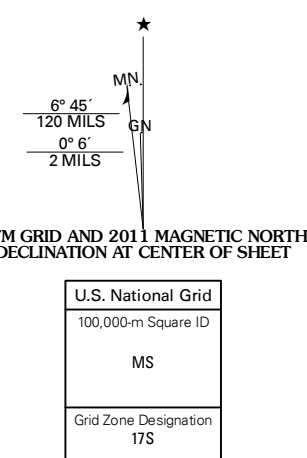 ★
MN.
6° 45´
120 MILS
GN
0° 6´
2 MILS
TM GRID AND 2011 MAGNETIC NORTH
DECLINATION AT CENTER OF SHEET
U.S. National Grid
100,000-m Square ID
MS
Grid Zone Designation
17S